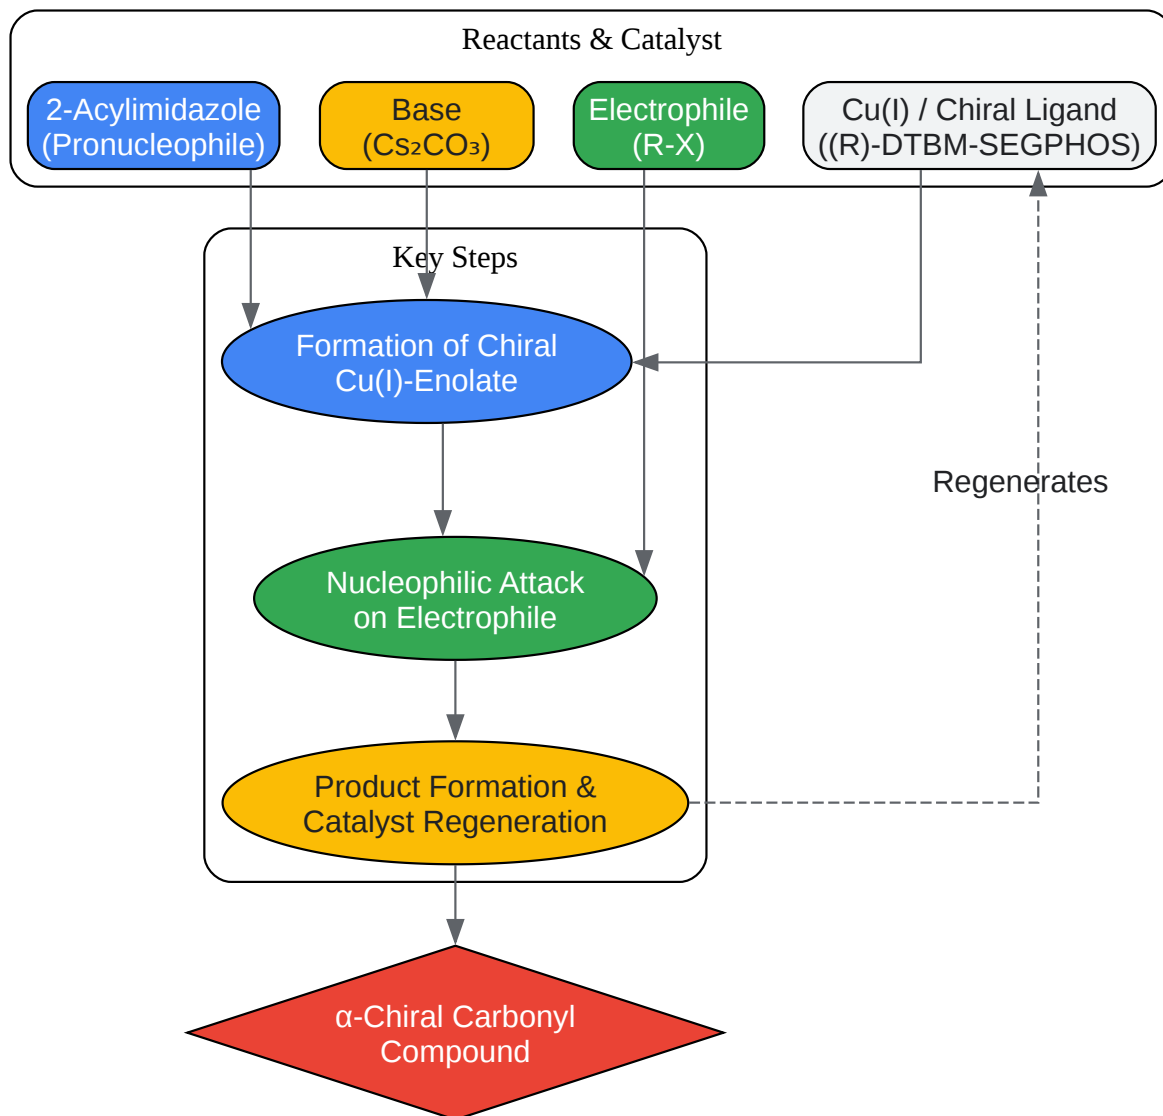 Reactants & Catalyst
2-Acylimidazole
(Pronucleophile)
Base
(Cs₂CO₃)
Electrophile
(R-X)
Cu(I) / Chiral Ligand
((R)-DTBM-SEGPHOS)
Key Steps
Formation of Chiral
Cu(I)-Enolate
Regenerates
Nucleophilic Attack
on Electrophile
Product Formation &
Catalyst Regeneration
α-Chiral Carbonyl
Compound